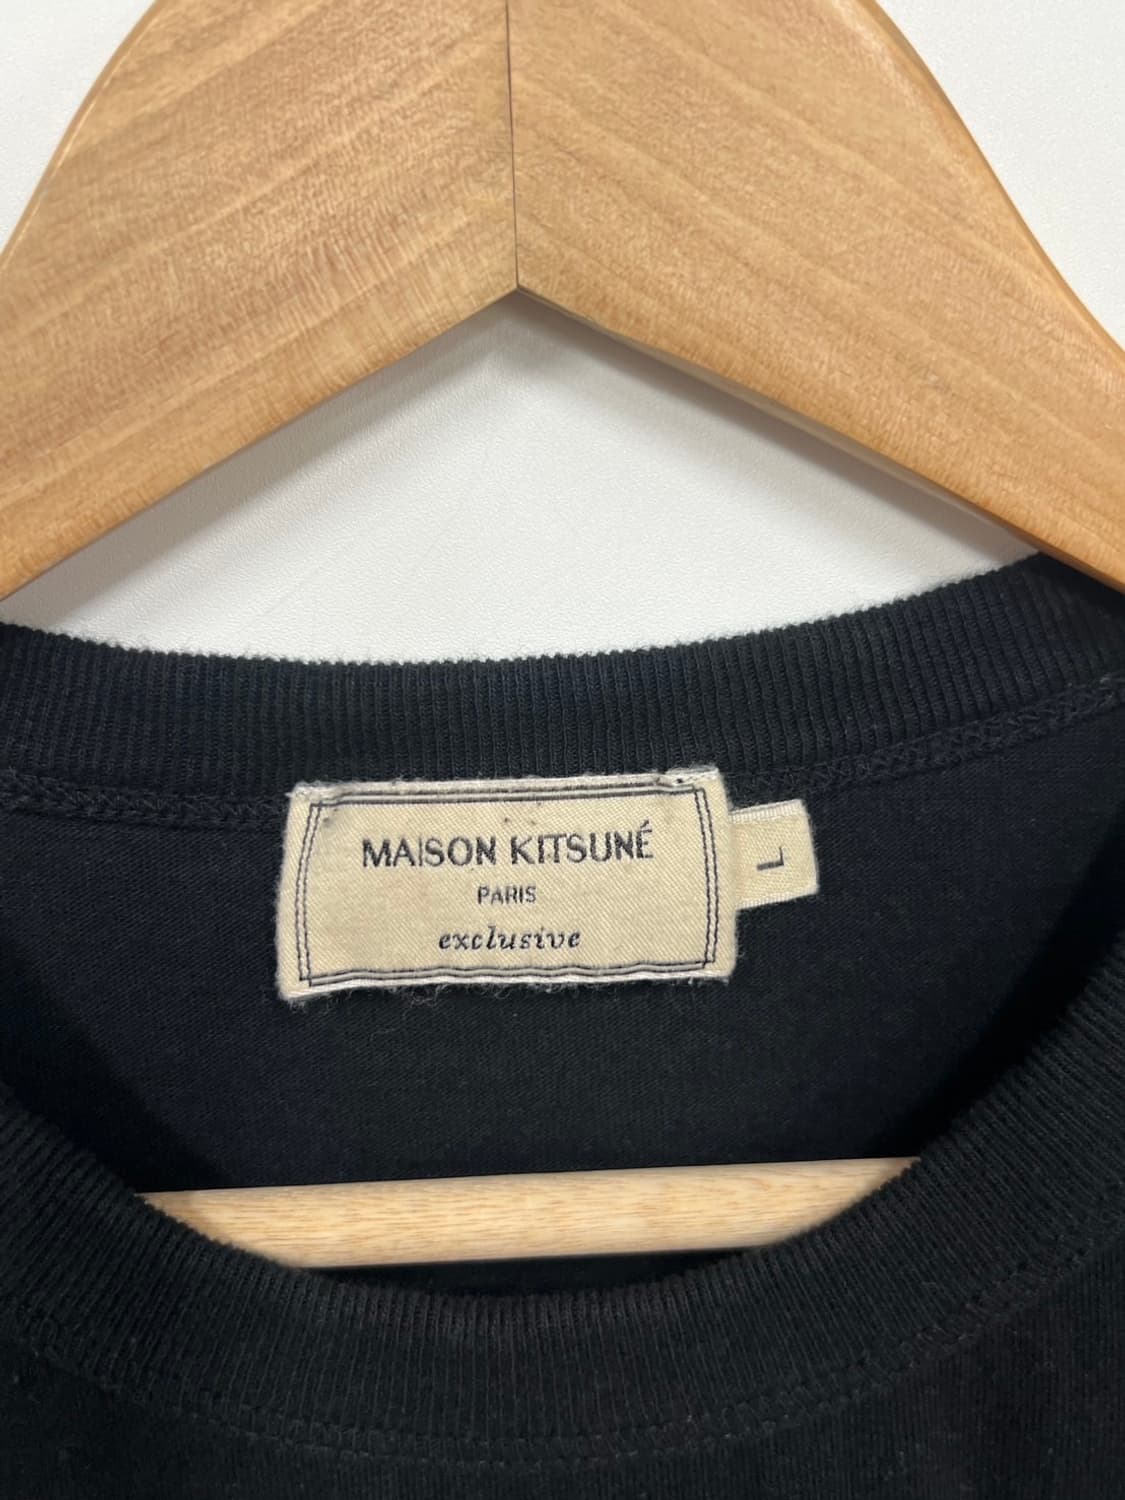 MAISON KITSUNÉ
PARIS
exclusive
L